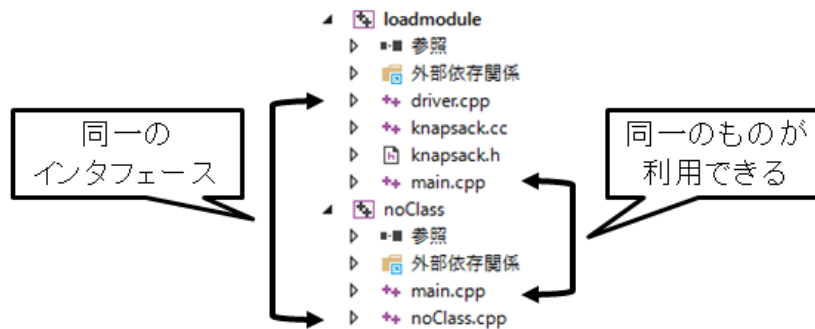 loadmodule
参照
外部依存関係
driver.cpp
knapsack.cc
knapsack.h
main.cpp
noClass
参照
外部依存関係
main.cpp
noClass.cpp
同一の
インタフェース
同一のものが
利用できる